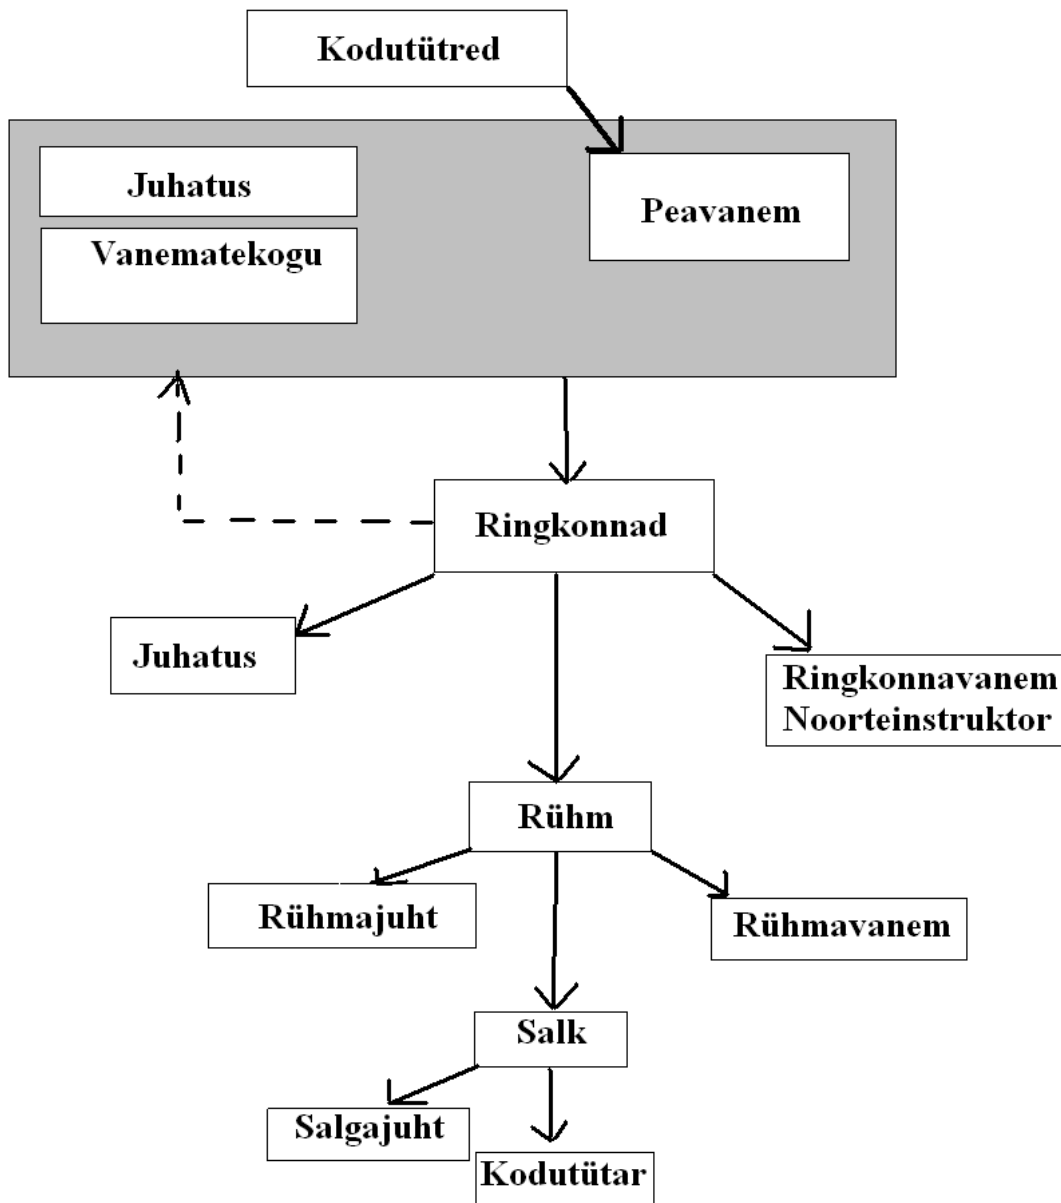 Kodutütred
Juhatus
Peavanem
Vanematekogu
Ringkonnad
Juhatus
Ringkonnavanem
Noorteinstruktor
Rühm
Rühmajuht
Rühmavanem
Salk
Salgajuht
Kodutütar